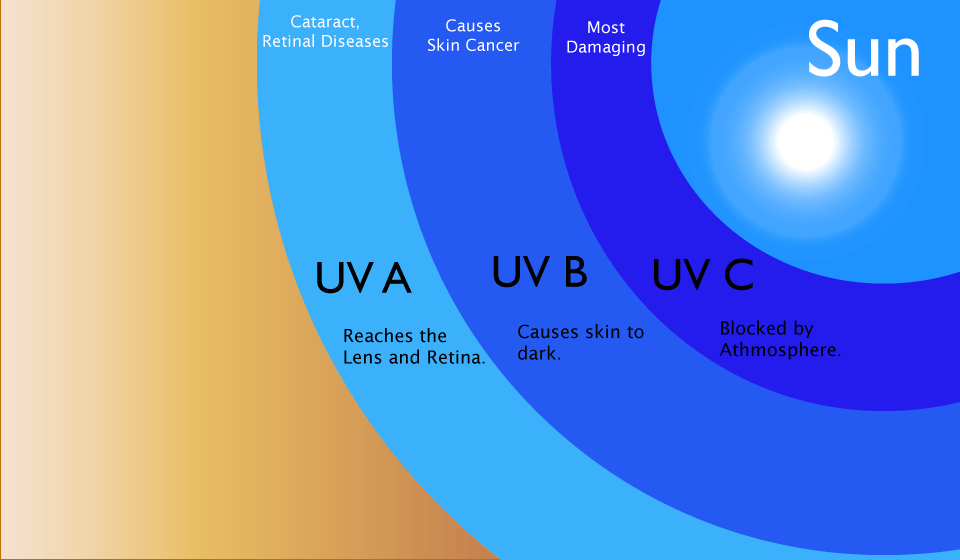 Cataract,
Retinal Diseases
Causes
Skin Cancer
Most
Damaging
Sun
UV A
UV B
UV C
Reaches the
Lens and Retina.
Causes skin to
dark.
Blocked by
Athmosphere.